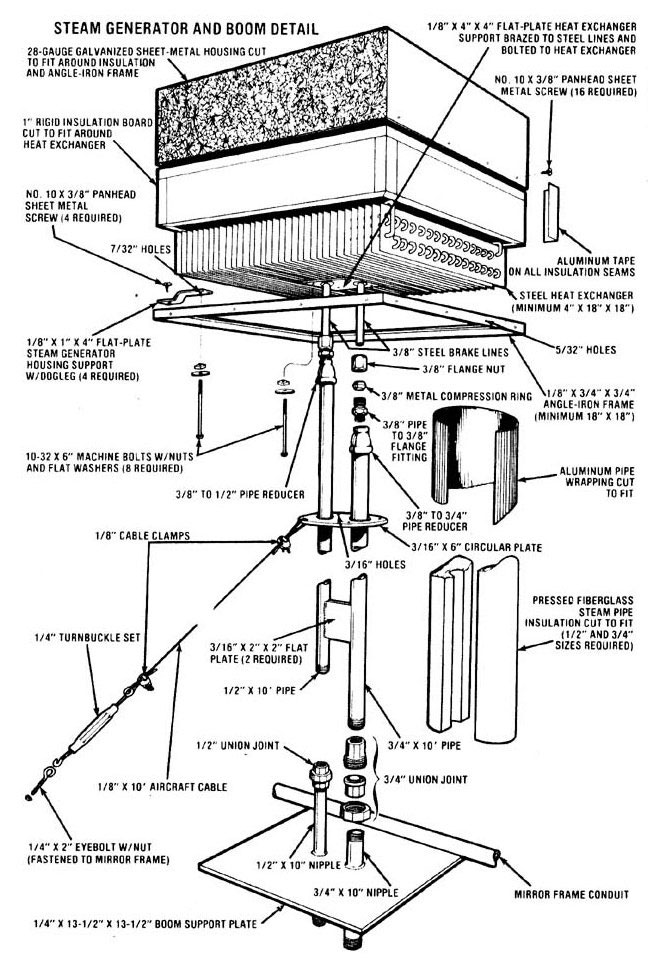 STEAM GENERATOR AND BOOM DETAIL
1/8" X 4" X 4" FLAT-PLATE HEAT EXCHANGER
SUPPORT BRAZED TO STEEL LINES AND
BOLTED TO HEAT EXCHANGER
28-GAUGE GALVANIZED SHEET-METAL HOUSING CUT
TO FIT AROUND INSULATION
AND ANGLE-IRON FRAME
NO. 10 X 3/8" PANHEAD SHEET
METAL SCREW (16 REQUIRED)
1" RIGID INSULATION BOARD
CUT TO FIT AROUND
HEAT EXCHANGER
NO. 10 X 3/8" PANHEAD
SHEET METAL
SCREW (4 REQUIRED)
7/32" HOLES
ALUMINUM TAPE
ON ALL INSULATION SEAMS
STEEL HEAT EXCHANGER
(MINIMUM 4" X 18" X 18")
1/8" X 1" X 4" FLAT-PLATE
STEAM GENERATOR
HOUSING SUPPORT
W/DOGLEG (4 REQUIRED)
3/8" STEEL BRAKE LINES
5/32" HOLES
3/8" FLANGE NUT
3/8" METAL COMPRESSION RING
1/8" X 3/4" X 3/4"
ANGLE-IRON FRAME
(MINIMUM 18" X 18")
3/8" PIPE
TO 3/8"
FLANGE
FITTING
10-32 X 6" MACHINE BOLTS W/NUTS
AND FLAT WASHERS (8 REQUIRED)
ALUMINUM PIPE
WRAPPING CUT
TO FIT
3/8" TO 1/2" PIPE REDUCER
3/8" TO 3/4"
PIPE REDUCER
1/8" CABLE CLAMPS
3/16" X 6" CIRCULAR PLATE
3/16" HOLES
PRESSED FIBERGLASS
STEAM PIPE
INSULATION CUT TO FIT
(1/2" AND 3/4"
SIZES REQUIRED)
1/4" TURNBUCKLE SET
3/16" X 2" X 2" FLAT
PLATE (2 REQUIRED)
1/2" X 10' PIPE
3/4" X 10' PIPE
1/2" UNION JOINT
3/4" UNION JOINT
1/8" X 10' AIRCRAFT CABLE
1/4" X 2" EYEBOLT W/NUT
(FASTENED TO MIRROR FRAME)
1/2" X 10" NIPPLE
3/4" X 10" NIPPLE
MIRROR FRAME CONDUIT
1/4" X 13-1/2" X 13-1/2" BOOM SUPPORT PLATE